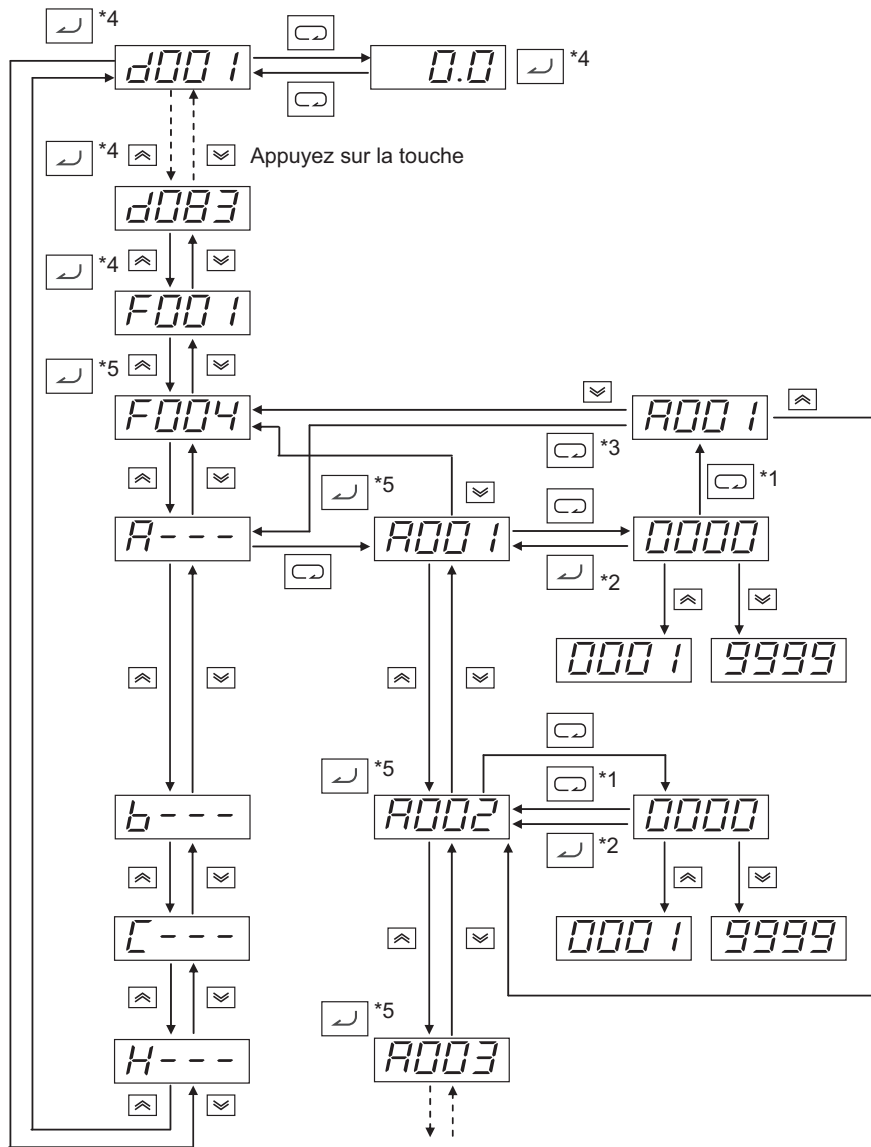 *4
d001
0.0
*4
*4
Appuyez sur la touche
d083
*4
F001
*5
F004
A001
*3
*1
*5
A---
A001
0000
*2
0001
9999
*5
*1
b---
A002
0000
*2
C---
0001
9999
*5
H---
A003